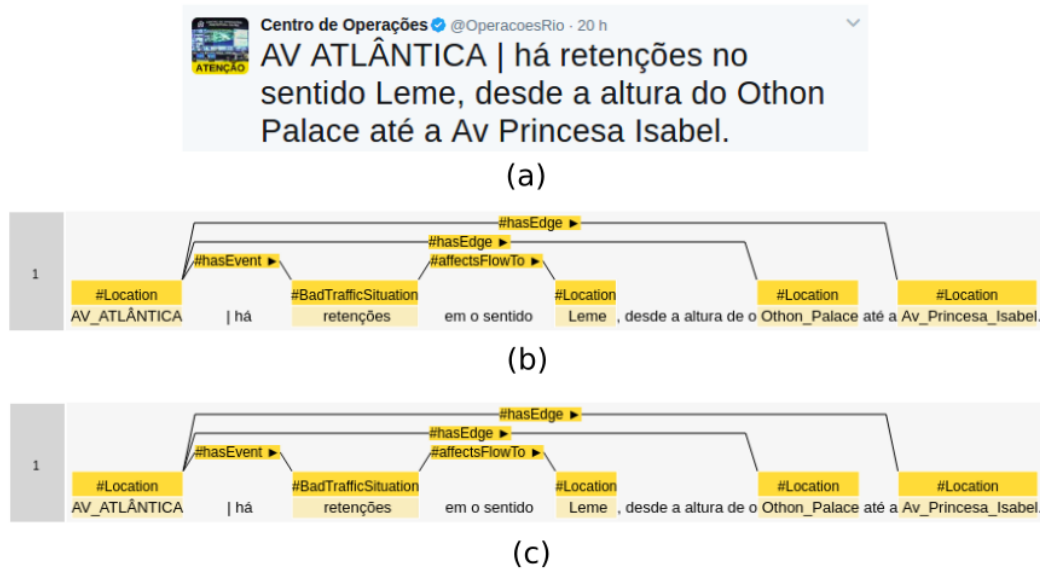 Centro de Operações @OperacoesRio · 20 h
ATENÇÃO
AV ATLÂNTICA | há retenções no
sentido Leme, desde a altura do Othon
Palace até a Av Princesa Isabel.
(a)
#hasEdge ►
#hasEdge ►
#hasEvent ► #affectsFlowTo ►
1
#Location #BadTrafficSituation #Location #Location #Location
AV_ATLÂNTICA | há retenções em o sentido Leme , desde a altura de o Othon_Palace até a Av_Princesa_Isabel.
(b)
#hasEdge ►
#hasEdge ►
#hasEvent ► #affectsFlowTo ►
1
#Location #BadTrafficSituation #Location #Location #Location
AV_ATLÂNTICA | há retenções em o sentido Leme , desde a altura de o Othon_Palace até a Av_Princesa_Isabel.
(c)